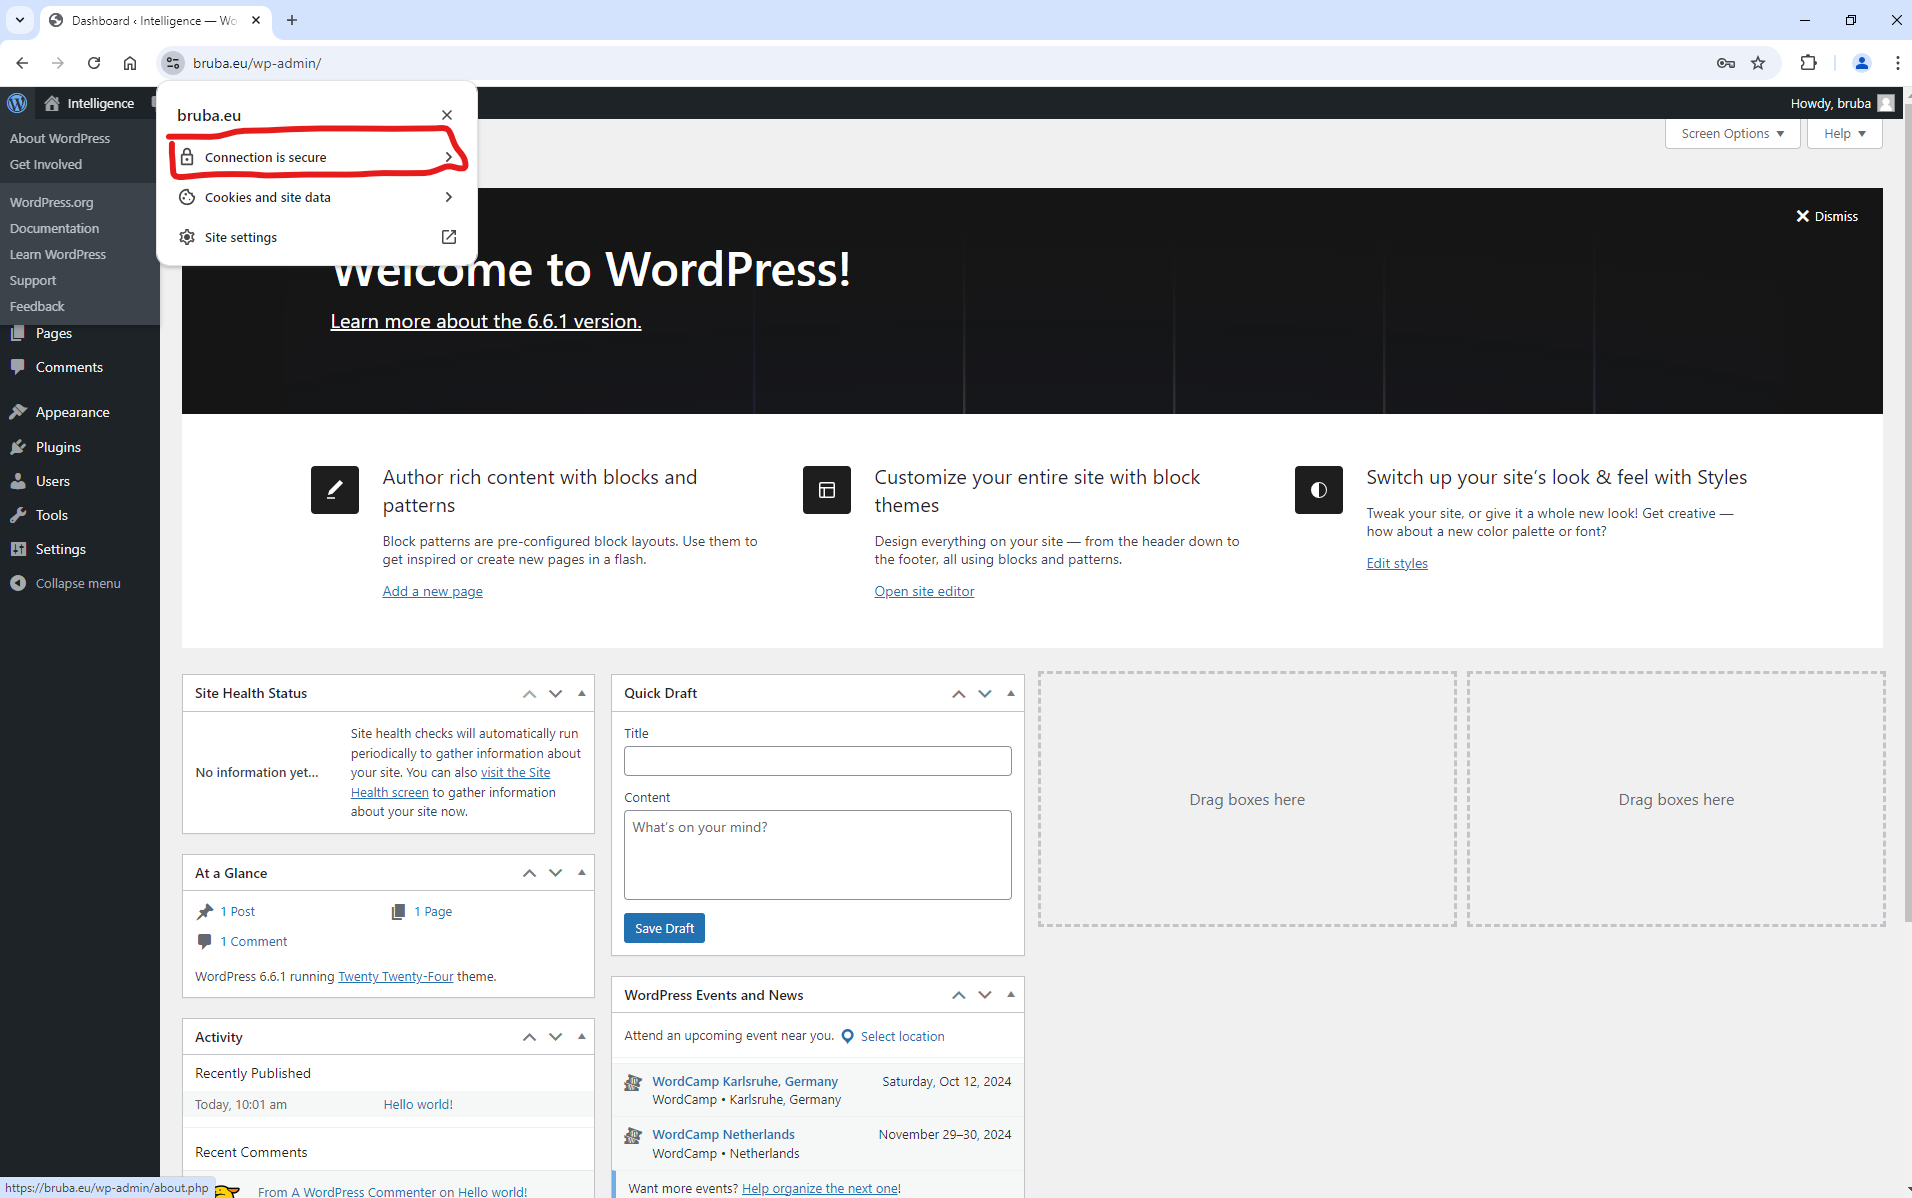 Dashboard ‹ Intelligence — Wo
bruba.eu/wp-admin/
Intelligence
Howdy, bruba
About WordPress
Get Involved
WordPress.org
Documentation
Learn WordPress
Support
Feedback
Pages
Comments
Appearance
Plugins
Users
Tools
Settings
Collapse menu
bruba.eu
Connection is secure
Cookies and site data
Site settings
Screen Options
Help
Dismiss
Welcome to WordPress!
Learn more about the 6.6.1 version.
Author rich content with blocks and
patterns
Block patterns are pre-configured block layouts. Use them to
get inspired or create new pages in a flash.
Add a new page
Customize your entire site with block
themes
Design everything on your site — from the header down to
the footer, all using blocks and patterns.
Open site editor
Switch up your site’s look & feel with Styles
Tweak your site, or give it a whole new look! Get creative —
how about a new color palette or font?
Edit styles
Site Health Status
No information yet…
Site health checks will automatically run
periodically to gather information about
your site. You can also visit the Site
Health screen to gather information
about your site now.
At a Glance
1 Post
1 Page
1 Comment
WordPress 6.6.1 running Twenty Twenty-Four theme.
Activity
Recently Published
Today, 10:01 am
Hello world!
Recent Comments
From A WordPress Commenter on Hello world!
Quick Draft
Title
Content
What’s on your mind?
Save Draft
WordPress Events and News
Attend an upcoming event near you.
Select location
WordCamp Karlsruhe, Germany
Saturday, Oct 12, 2024
WordCamp • Karlsruhe, Germany
WordCamp Netherlands
November 29–30, 2024
WordCamp • Netherlands
Want more events? Help organize the next one!
Drag boxes here
Drag boxes here
https://bruba.eu/wp-admin/about.php